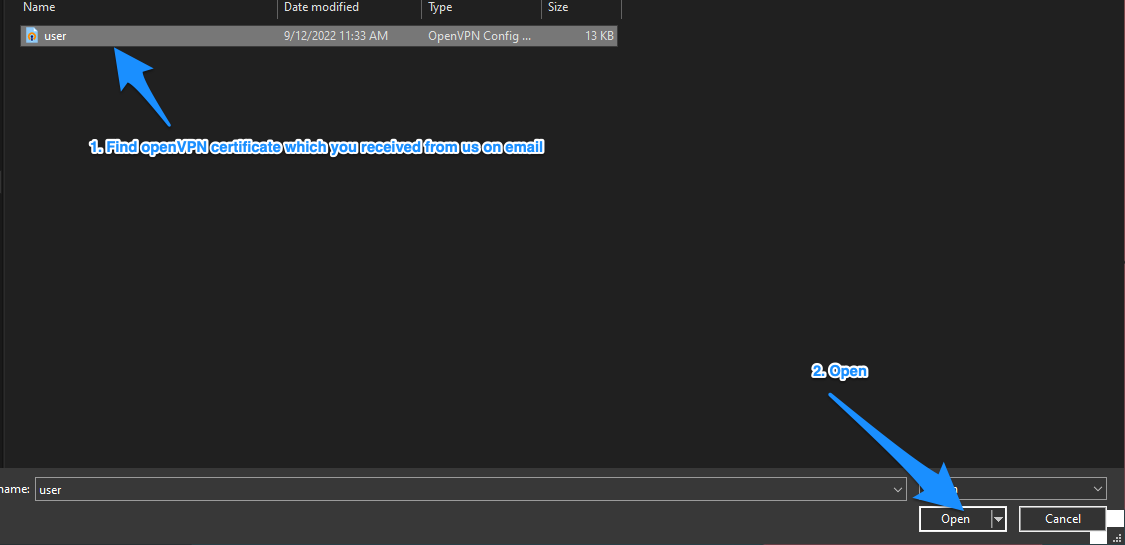 Name Date modified Type Size
user 9/12/2022 11:33 AM OpenVPN Config ... 13 KB
1. Find openVPN certificate which you received from us on email
2. Open
name: user
Open Cancel